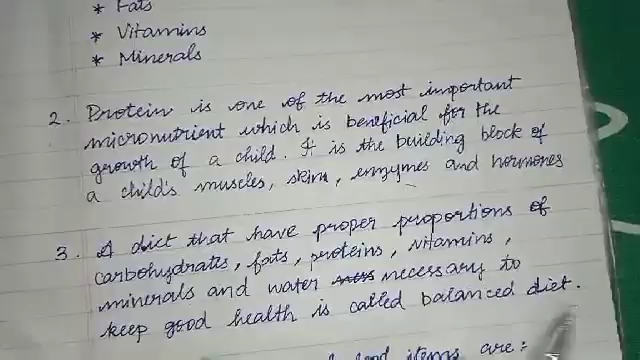 * Fats
* Vitamins
* Minerals
2. Protein is one of the most important
micronutrient which is beneficial for the
growth of a child. It is the building block of
a child's muscles, skin, enzymes and hormones
3. A diet that have proper proportions of
carbohydrates, fats, proteins, vitamins,
minerals and water necessary to
keep good health is called balanced diet.
food items are: